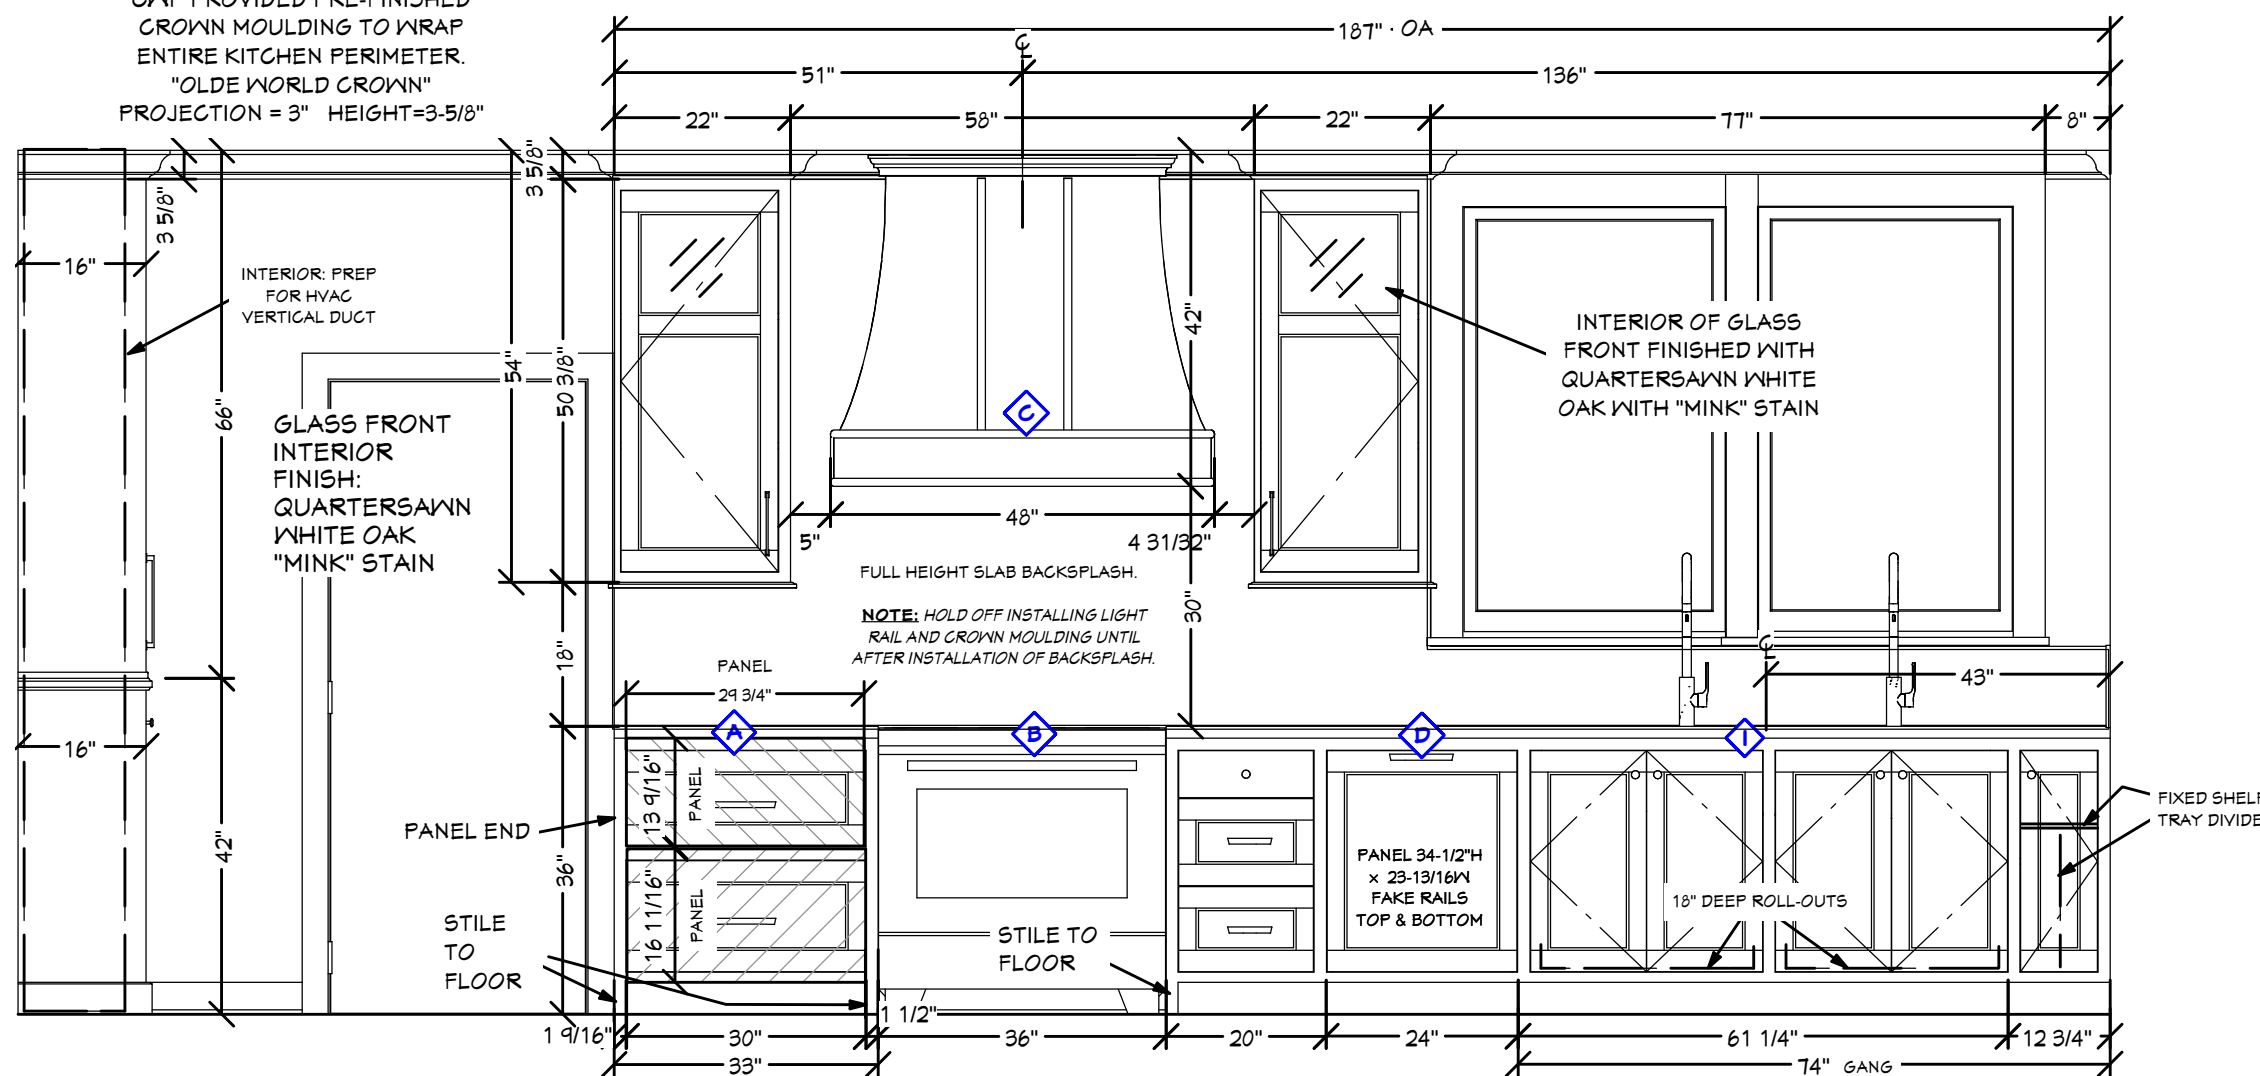 CROWN MOULDING TO WRAP
ENTIRE KITCHEN PERIMETER.
"OLDE WORLD CROWN"
PROJECTION = 3" HEIGHT=3-5/8"
187" · OA
51"
136"
22"
58"
22"
77"
8"
3 5/8"
3 5/8"
16"
INTERIOR: PREP
FOR HVAC
VERTICAL DUCT
66"
54"
50 3/8"
42"
GLASS FRONT
INTERIOR
FINISH:
QUARTERSAWN
WHITE OAK
"MINK" STAIN
INTERIOR OF GLASS
FRONT FINISHED WITH
QUARTERSAWN WHITE
OAK WITH "MINK" STAIN
C
48"
5"
4 31/32"
FULL HEIGHT SLAB BACKSPLASH.
NOTE: HOLD OFF INSTALLING LIGHT
RAIL AND CROWN MOULDING UNTIL
AFTER INSTALLATION OF BACKSPLASH.
30"
18"
PANEL
29 3/4"
43"
16"
A
B
D
I
13 9/16"
PANEL
PANEL END
42"
36"
16 11/16"
PANEL
STILE
TO
FLOOR
STILE TO
FLOOR
PANEL 34-1/2"H
x 23-13/16W
FAKE RAILS
TOP & BOTTOM
18" DEEP ROLL-OUTS
FIXED SHELF
TRAY DIVIDE
1 9/16"
30"
1 1/2"
36"
20"
24"
61 1/4"
12 3/4"
33"
74" GANG